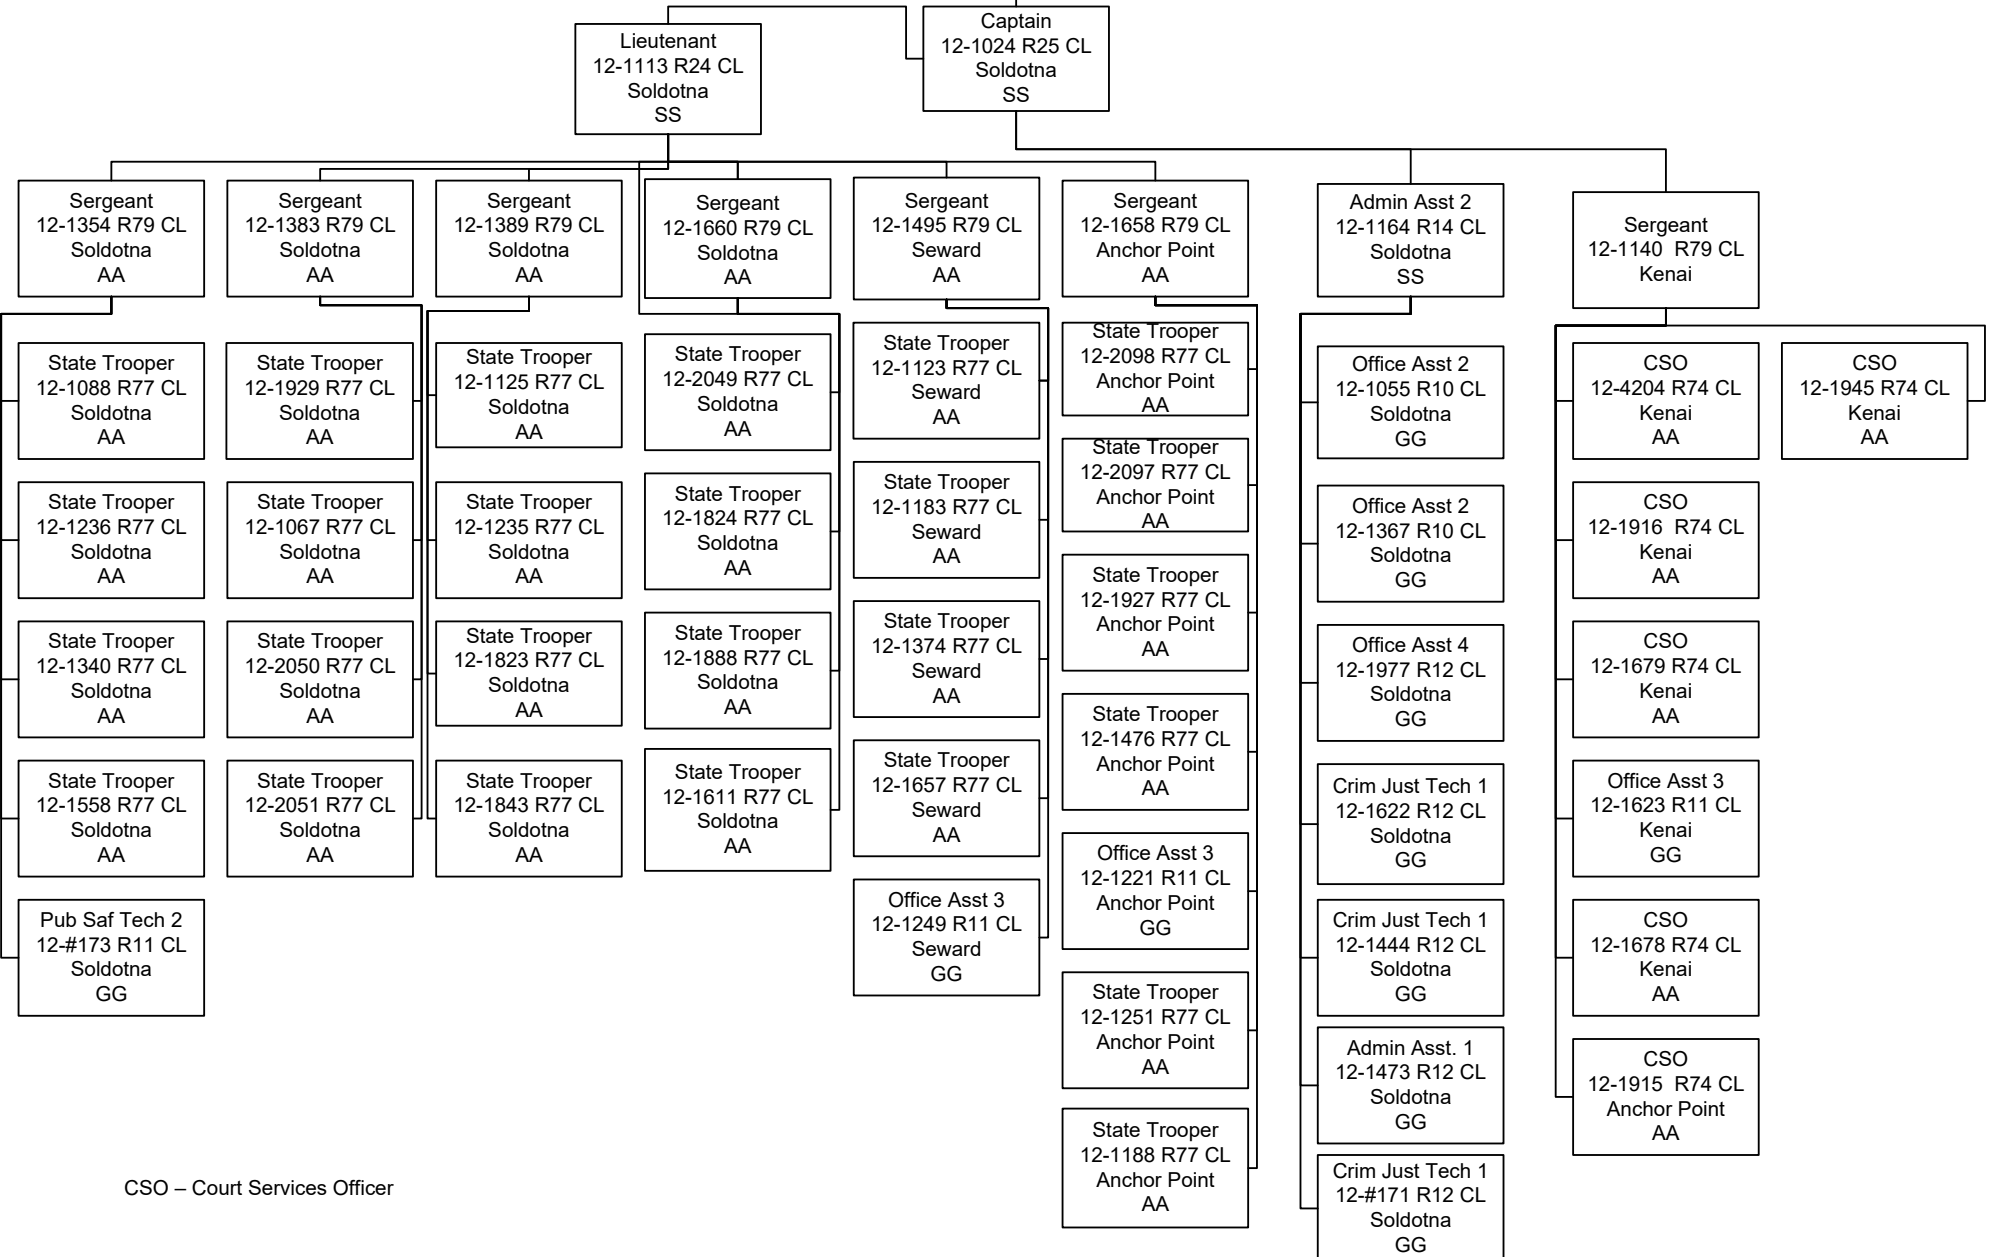 Captain
12-1024 R25 CL
Soldotna
SS
Lieutenant
12-1113 R24 CL
Soldotna
SS
Sergeant
12-1354 R79 CL
Soldotna
AA
State Trooper
12-1088 R77 CL
Soldotna
AA
State Trooper
12-1236 R77 CL
Soldotna
AA
State Trooper
12-1340 R77 CL
Soldotna
AA
State Trooper
12-1558 R77 CL
Soldotna
AA
Pub Saf Tech 2
12-#173 R11 CL
Soldotna
GG
Sergeant
12-1383 R79 CL
Soldotna
AA
State Trooper
12-1929 R77 CL
Soldotna
AA
State Trooper
12-1067 R77 CL
Soldotna
AA
State Trooper
12-2050 R77 CL
Soldotna
AA
State Trooper
12-2051 R77 CL
Soldotna
AA
Sergeant
12-1389 R79 CL
Soldotna
AA
State Trooper
12-1125 R77 CL
Soldotna
AA
State Trooper
12-1235 R77 CL
Soldotna
AA
State Trooper
12-1823 R77 CL
Soldotna
AA
State Trooper
12-1843 R77 CL
Soldotna
AA
Sergeant
12-1660 R79 CL
Soldotna
AA
State Trooper
12-2049 R77 CL
Soldotna
AA
State Trooper
12-1824 R77 CL
Soldotna
AA
State Trooper
12-1888 R77 CL
Soldotna
AA
State Trooper
12-1611 R77 CL
Soldotna
AA
Sergeant
12-1495 R79 CL
Seward
AA
State Trooper
12-1123 R77 CL
Seward
AA
State Trooper
12-1183 R77 CL
Seward
AA
State Trooper
12-1374 R77 CL
Seward
AA
State Trooper
12-1657 R77 CL
Seward
AA
Office Asst 3
12-1249 R11 CL
Seward
GG
Sergeant
12-1658 R79 CL
Anchor Point
AA
State Trooper
12-2098 R77 CL
Anchor Point
AA
State Trooper
12-2097 R77 CL
Anchor Point
AA
State Trooper
12-1927 R77 CL
Anchor Point
AA
State Trooper
12-1476 R77 CL
Anchor Point
AA
Office Asst 3
12-1221 R11 CL
Anchor Point
GG
State Trooper
12-1251 R77 CL
Anchor Point
AA
State Trooper
12-1188 R77 CL
Anchor Point
AA
Admin Asst 2
12-1164 R14 CL
Soldotna
SS
Office Asst 2
12-1055 R10 CL
Soldotna
GG
Office Asst 2
12-1367 R10 CL
Soldotna
GG
Office Asst 4
12-1977 R12 CL
Soldotna
GG
Crim Just Tech 1
12-1622 R12 CL
Soldotna
GG
Crim Just Tech 1
12-1444 R12 CL
Soldotna
GG
Admin Asst. 1
12-1473 R12 CL
Soldotna
GG
Crim Just Tech 1
12-#171 R12 CL
Soldotna
GG
Sergeant
12-1140 R79 CL
Kenai
CSO
12-4204 R74 CL
Kenai
AA
CSO
12-1916 R74 CL
Kenai
AA
CSO
12-1679 R74 CL
Kenai
AA
Office Asst 3
12-1623 R11 CL
Kenai
GG
CSO
12-1678 R74 CL
Kenai
AA
CSO
12-1915 R74 CL
Anchor Point
AA
CSO
12-1945 R74 CL
Kenai
AA
CSO – Court Services Officer